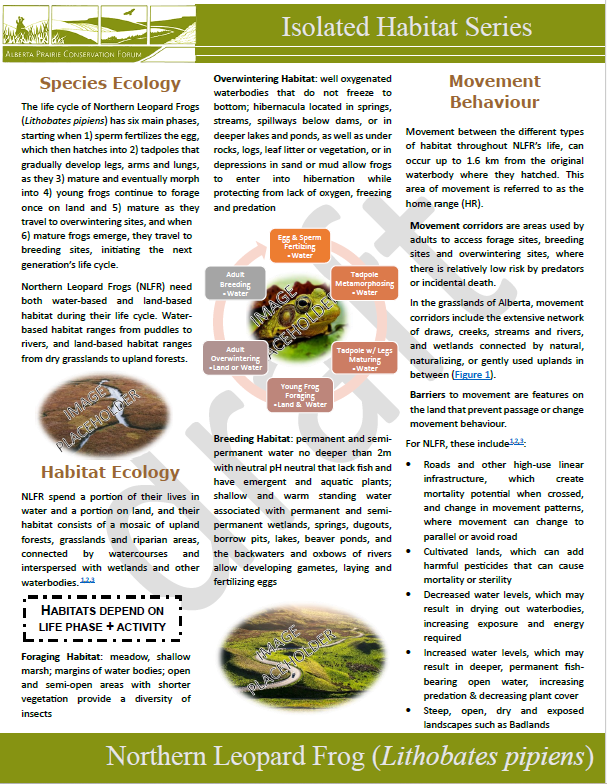 ALBERTA PRAIRIE CONSERVATION FORUM
Isolated Habitat Series
Species Ecology
The life cycle of Northern Leopard Frogs
(Lithobates pipiens) has six main phases,
starting when 1) sperm fertilizes the egg,
which then hatches into 2) tadpoles that
gradually develop legs, arms and lungs,
as they 3) mature and eventually morph
into 4) young frogs continue to forage
once on land and 5) mature as they
travel to overwintering sites, and when
6) mature frogs emerge, they travel to
breeding sites, initiating the next
generation's life cycle.
Northern Leopard Frogs (NLFR) need
both water-based and land-based
habitat during their life cycle. Water-
based habitat ranges from puddles to
rivers, and land-based habitat ranges
from dry grasslands to upland forests.
IMAGE
PLACEHOLDER
Habitat Ecology
NLFR spend a portion of their lives in
water and a portion on land, and their
habitat consists of a mosaic of upland
forests, grasslands and riparian areas,
connected by watercourses and
interspersed with wetlands and other
waterbodies. 1,2,3
HABITATS DEPEND ON
LIFE PHASE + ACTIVITY
Foraging Habitat: meadow, shallow
marsh; margins of water bodies; open
and semi-open areas with shorter
vegetation provide a diversity of
insects
Overwintering Habitat: well oxygenated
waterbodies that do not freeze to
bottom; hibernacula located in springs,
streams, spillways below dams, or in
deeper lakes and ponds, as well as under
rocks, logs, leaf litter or vegetation, or in
depressions in sand or mud allow frogs
to enter into hibernation while
protecting from lack of oxygen, freezing
and predation
Egg & Sperm
Fertilizing
•Water
Tadpole
Metamorphosing
•Water
Tadpole w/ Legs
Maturing
•Water
Young Frog
Foraging
•Land & Water
Adult
Overwintering
•Land or Water
Adult
Breeding
•Water
IMAGE
PLACEHOLDER
Breeding Habitat: permanent and semi-
permanent water no deeper than 2m
with neutral pH neutral that lack fish and
have emergent and aquatic plants;
shallow and warm standing water
associated with permanent and semi-
permanent wetlands, springs, dugouts,
borrow pits, lakes, beaver ponds, and
the backwaters and oxbows of rivers
allow developing gametes, laying and
fertilizing eggs
IMAGE
PLACEHOLDER
Movement
Behaviour
Movement between the different types
of habitat throughout NLFR's life, can
occur up to 1.6 km from the original
waterbody where they hatched. This
area of movement is referred to as the
home range (HR).
Movement corridors are areas used by
adults to access forage sites, breeding
sites and overwintering sites, where
there is relatively low risk by predators
or incidental death.
In the grasslands of Alberta, movement
corridors include the extensive network
of draws, creeks, streams and rivers,
and wetlands connected by natural,
naturalizing, or gently used uplands in
between (Figure 1).
Barriers to movement are features on
the land that prevent passage or change
movement behaviour.
For NLFR, these include1,2,3:
• Roads and other high-use linear
infrastructure, which create
mortality potential when crossed,
and change in movement patterns,
where movement can change to
parallel or avoid road
• Cultivated lands, which can add
harmful pesticides that can cause
mortality or sterility
• Decreased water levels, which may
result in drying out waterbodies,
increasing exposure and energy
required
• Increased water levels, which may
result in deeper, permanent fish-
bearing open water, increasing
predation & decreasing plant cover
• Steep, open, dry and exposed
landscapes such as Badlands
draft
Northern Leopard Frog (Lithobates pipiens)